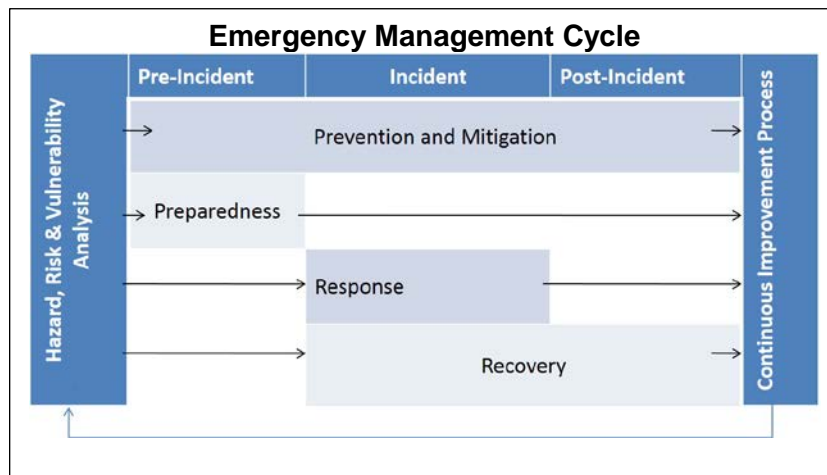 Emergency Management Cycle
Hazard, Risk & Vulnerability
Analysis
Pre-Incident
Incident
Post-Incident
Prevention and Mitigation
Preparedness
Response
Recovery
Continuous Improvement Process